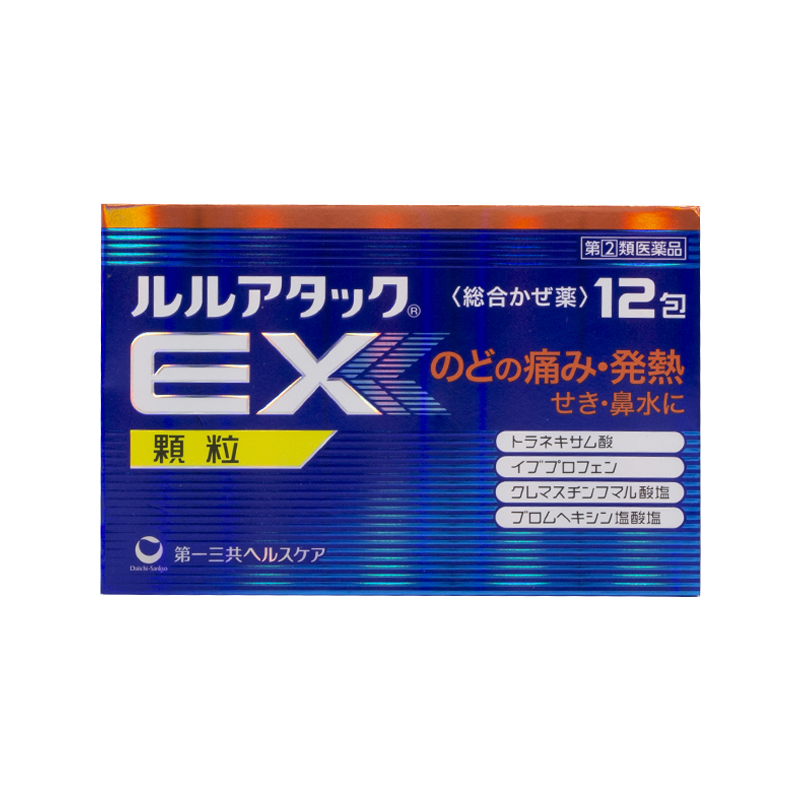 第②類医薬品
ルルアタック®
〈総合かぜ薬〉12包
EX
のどの痛み・発熱
せき・鼻水に
顆粒
トラネキサム酸
イブプロフェン
クレマスチンフマル酸塩
ブロムヘキシン塩酸塩
Daiichi-Sankyo
第一三共ヘルスケア